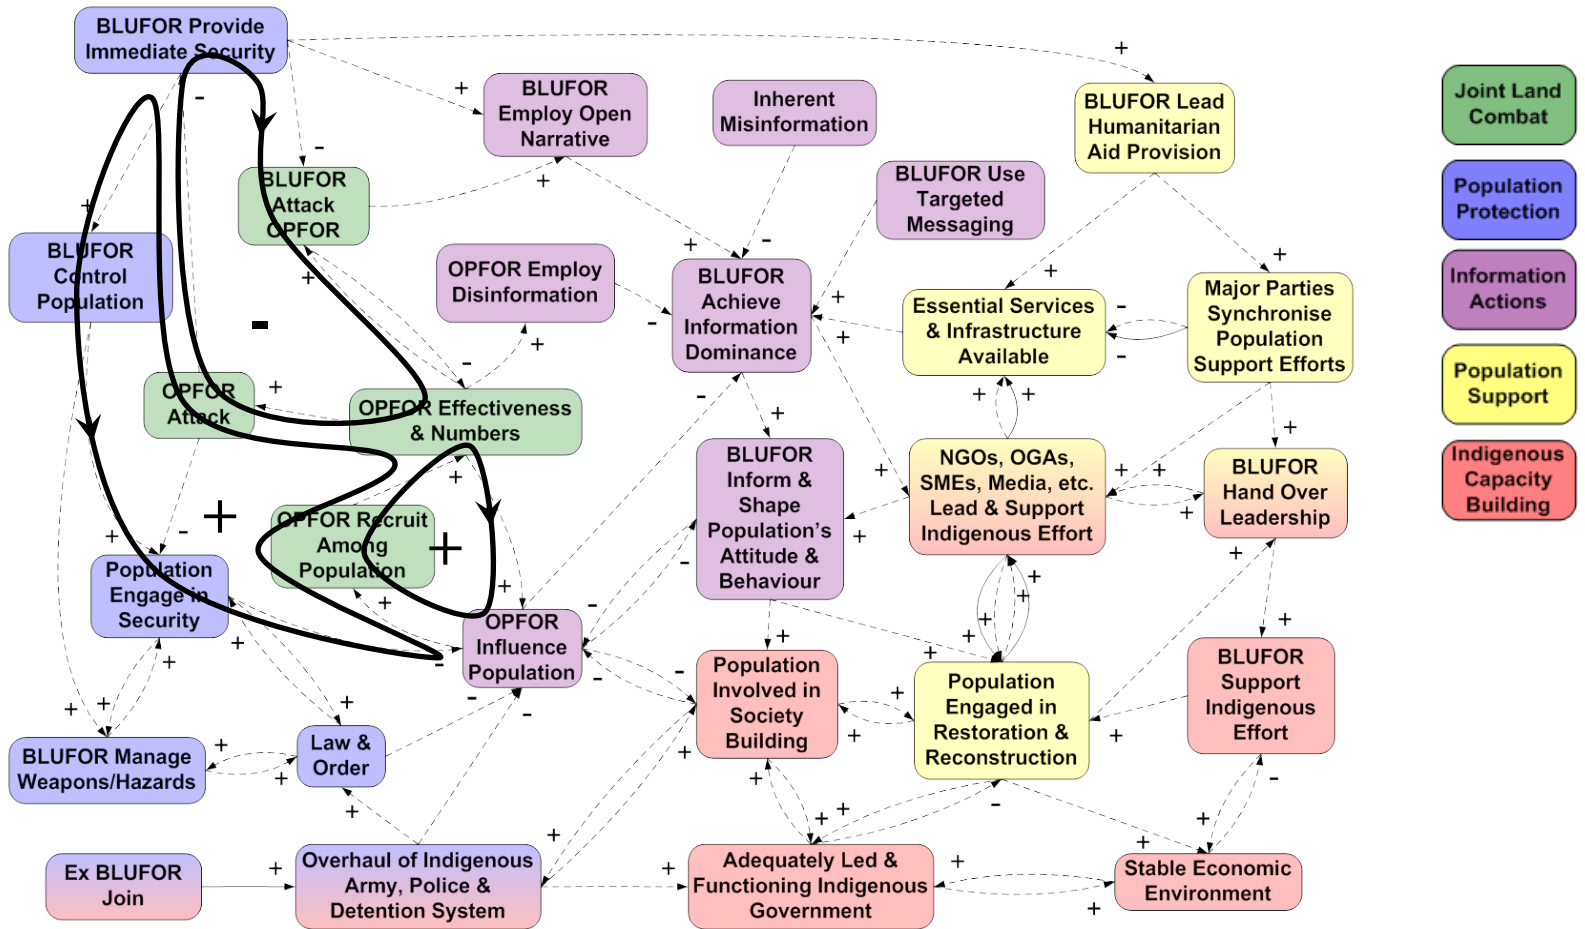 BLUFOR Provide
Immediate Security
BLUFOR
Employ Open
Narrative
Inherent
Misinformation
BLUFOR Lead
Humanitarian
Aid Provision
Joint Land
Combat
BLUFOR
Attack
OPFOR
BLUFOR Use
Targeted
Messaging
Population
Protection
BLUFOR
Control
Population
OPFOR Employ
Disinformation
BLUFOR
Achieve
Information
Dominance
Essential Services
& Infrastructure
Available
Major Parties
Synchronise
Population
Support Efforts
Information
Actions
OPFOR
Attack
OPFOR Effectiveness
& Numbers
Population
Support
BLUFOR
Inform &
Shape
Population's
Attitude &
Behaviour
NGOs, OGAs,
SMEs, Media, etc.
Lead & Support
Indigenous Effort
BLUFOR
Hand Over
Leadership
Indigenous
Capacity
Building
OPFOR Recruit
Among
Population
Population
Engage in
Security
OPFOR
Influence
Population
Population
Involved in
Society
Building
Population
Engaged in
Restoration &
Reconstruction
BLUFOR
Support
Indigenous
Effort
BLUFOR Manage
Weapons/Hazards
Law &
Order
Ex BLUFOR
Join
Overhaul of Indigenous
Army, Police &
Detention System
Adequately Led &
Functioning Indigenous
Government
Stable Economic
Environment